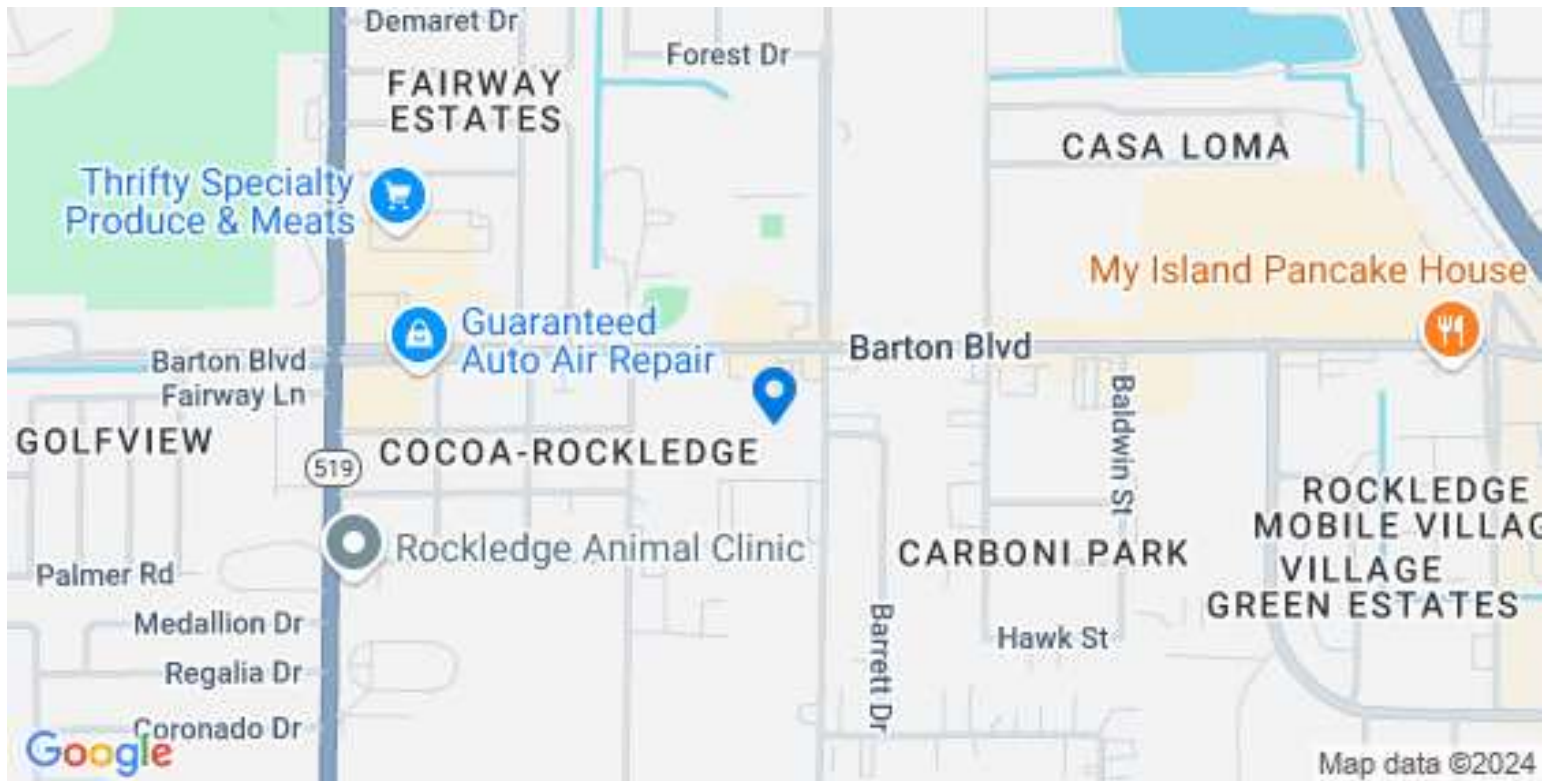 Demaret Dr
Forest Dr
FAIRWAY
ESTATES
CASA LOMA
Thrifty Specialty
Produce & Meats
My Island Pancake House
Guaranteed
Auto Air Repair
Barton Blvd
Barton Blvd
Fairway Ln
Baldwin St
GOLFVIEW
COCOA-ROCKLEDGE
519
ROCKLEDGE
MOBILE VILLAG
VILLAGE
GREEN ESTATES
Rockledge Animal Clinic
CARBONI PARK
Palmer Rd
Medallion Dr
Hawk St
Barrett Dr
Regalia Dr
Coronado Dr
Google
Map data ©2024